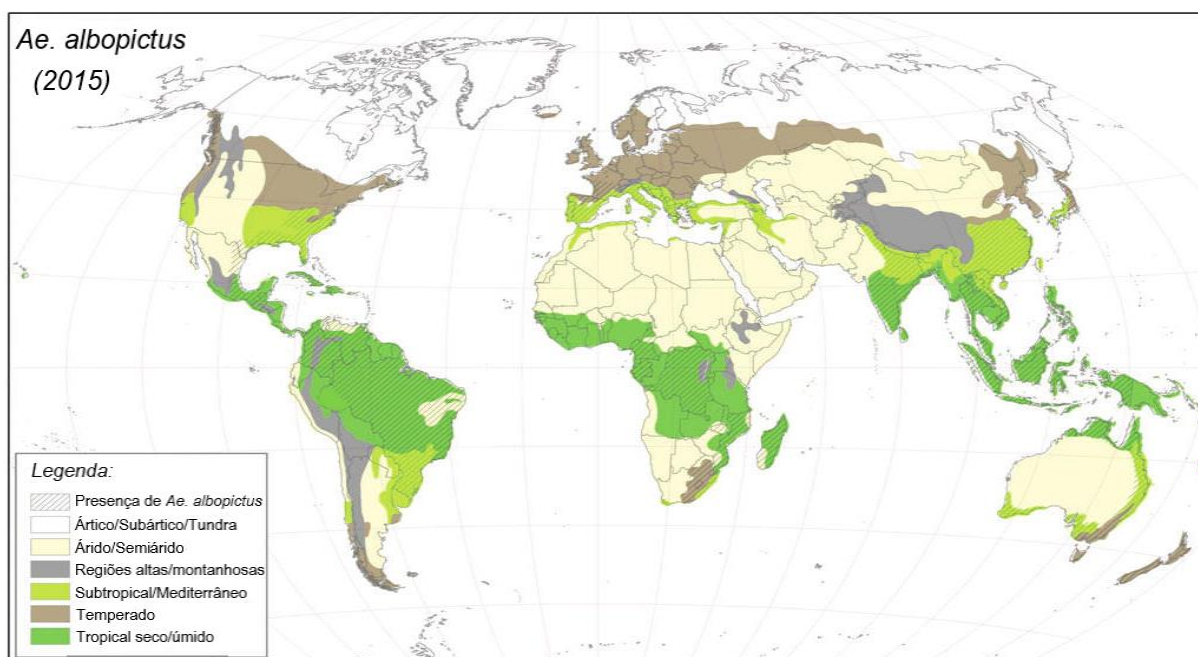 Ae. albopictus
(2015)
Legenda:
Presença de Ae. albopictus
Ártico/Subártico/Tundra
Árido/Semiárido
Regiões altas/montanhosas
Subtropical/Mediterrâneo
Temperado
Tropical seco/úmido